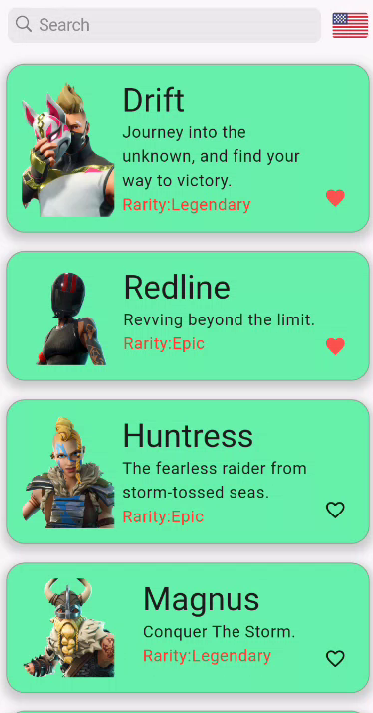 Search
Drift
Journey into the
unknown, and find your
way to victory.
Rarity:Legendary
Redline
Revving beyond the limit.
Rarity:Epic
Huntress
The fearless raider from
storm-tossed seas.
Rarity:Epic
Magnus
Conquer The Storm.
Rarity:Legendary